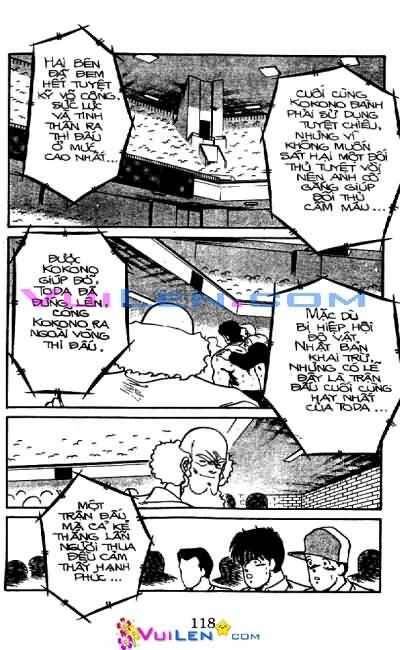 CUỐI CÙNG
KOKONO ĐÀNH
PHẢI SỬ DỤNG
TUYỆT CHIÊU,
NHƯNG VÌ
KHÔNG MUỐN
SÁT HẠI MỘT ĐỐI
THỦ TUYỆT VỜI
NÊN ANH CỐ
GẮNG GIÚP
ĐỐI THỦ
CẦM MÁU...
HAI BÊN
ĐÃ ĐEM
HẾT TUYỆT
KỸ VÕ CÔNG,
SỨC LỰC
VÀ TINH
THẦN RA
THI ĐẤU
Ở MỨC
CAO NHẤT...
MẶC DÙ
BỊ HIỆP HỘI
ĐÔ VẬT
NHẬT BẢN
KHAI TRỪ...
NHƯNG CÓ LẼ
ĐÂY LÀ TRẬN
ĐẤU CUỐI CÙNG
HAY NHẤT
CỦA TODA...
ĐƯỢC
KOKONO
GIÚP ĐỠ,
TODA ĐÃ
ĐỨNG LÊN,
CÕNG
KOKONO RA
NGOÀI VÒNG
THI ĐẤU.
VUILEN.COM
MỘT
TRẬN ĐẤU
MÀ CẢ KẺ
THẮNG LẪN
NGƯỜI THUA
ĐỀU CẢM
THẤY HẠNH
PHÚC...
118
VUILEN.COM